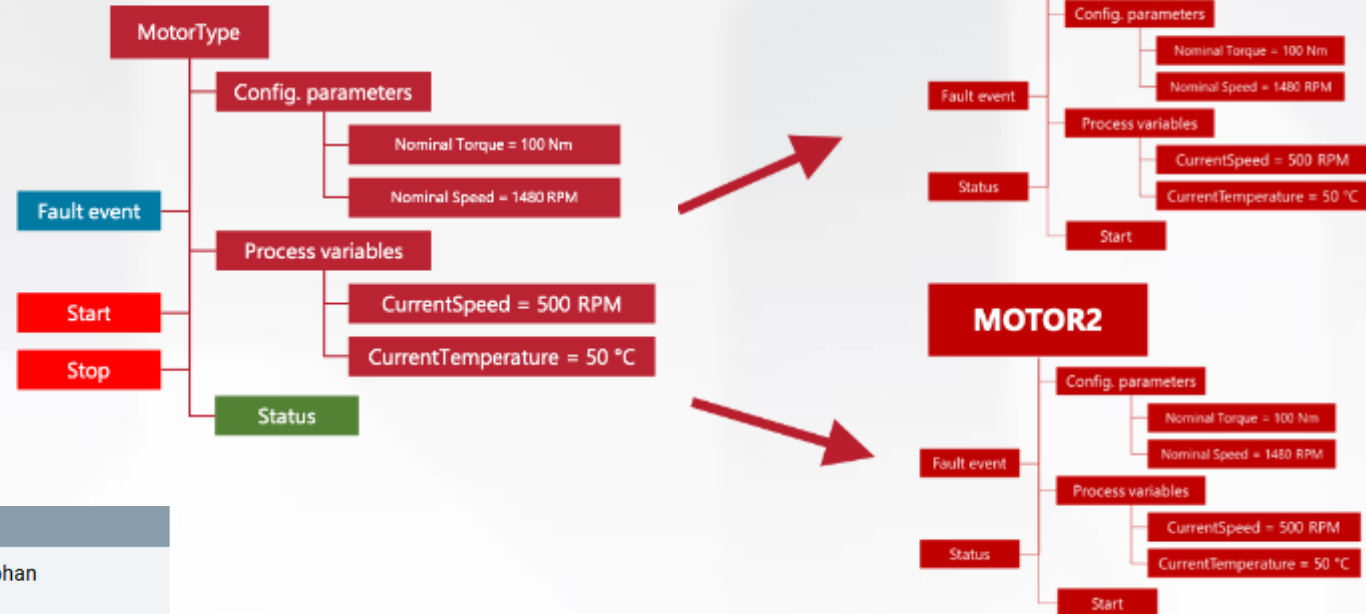 MotorType
Config. parameters
Nominal Torque = 100 Nm
Nominal Speed = 1480 RPM
Fault event
Process variables
Start
CurrentSpeed = 500 RPM
Stop
CurrentTemperature = 50 °C
Status
Config. parameters
Nominal Torque = 100 Nm
Nominal Speed = 1480 RPM
Fault event
Process variables
CurrentSpeed = 500 RPM
Status
CurrentTemperature = 50 °C
Start
MOTOR2
Config. parameters
Nominal Torque = 100 Nm
Nominal Speed = 1480 RPM
Fault event
Process variables
CurrentSpeed = 500 RPM
Status
CurrentTemperature = 50 °C
Start